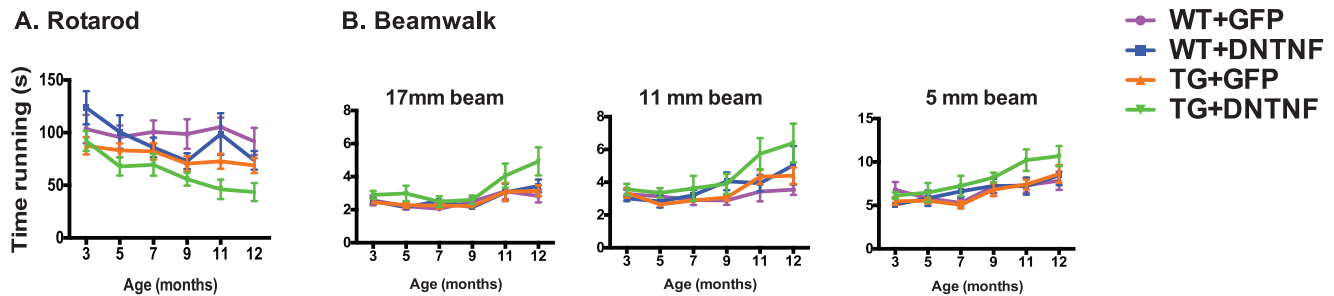 A. Rotarod
B. Beamwalk
WT+GFP
WT+DNTNF
TG+GFP
TG+DNTNF
Time running (s)
150
100
50
0
3 5 7 9 11 12
Age (months)
17mm beam
8
6
4
2
0
3 5 7 9 11 12
Age (months)
11 mm beam
8
6
4
2
0
3 5 7 9 11 12
Age (months)
5 mm beam
15
10
5
0
3 5 7 9 11 12
Age (months)